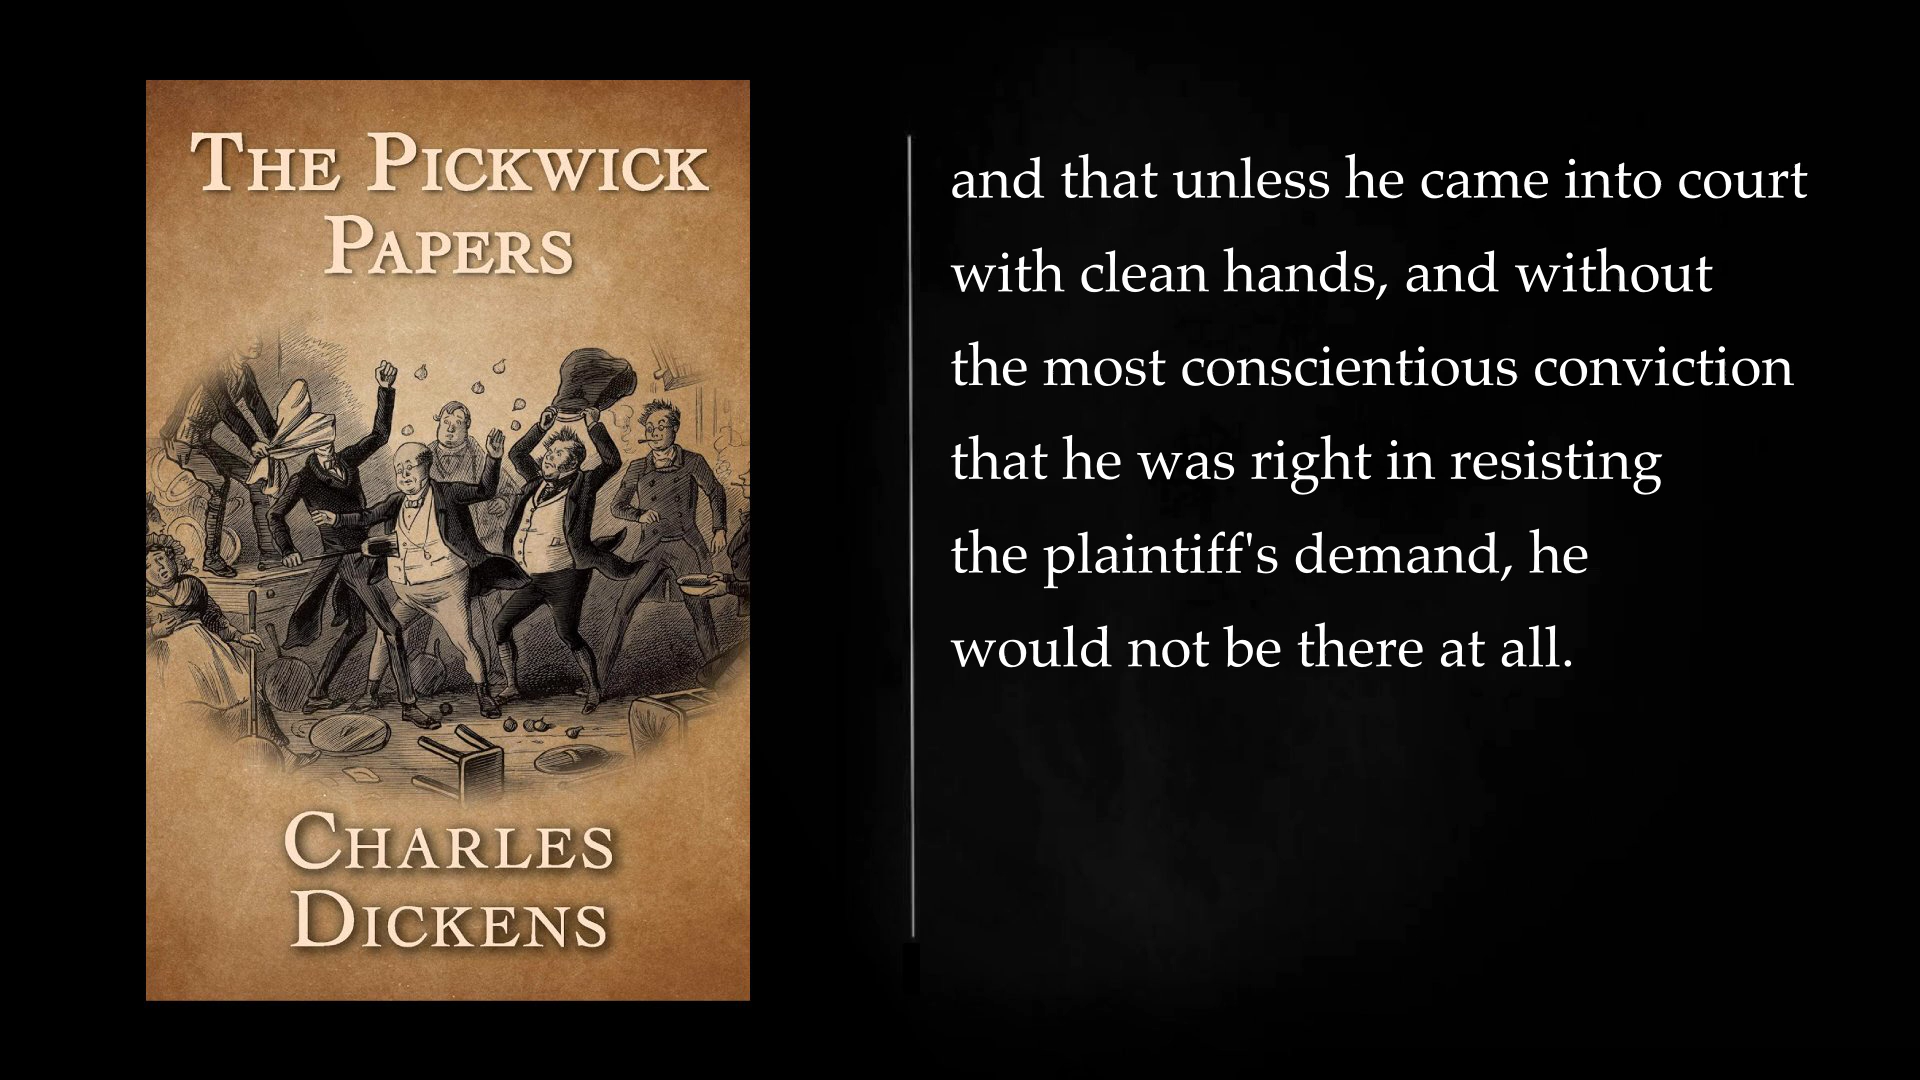 The Pickwick
Papers
Charles
Dickens
and that unless he came into court
with clean hands, and without
the most conscientious conviction
that he was right in resisting
the plaintiff's demand, he
would not be there at all.